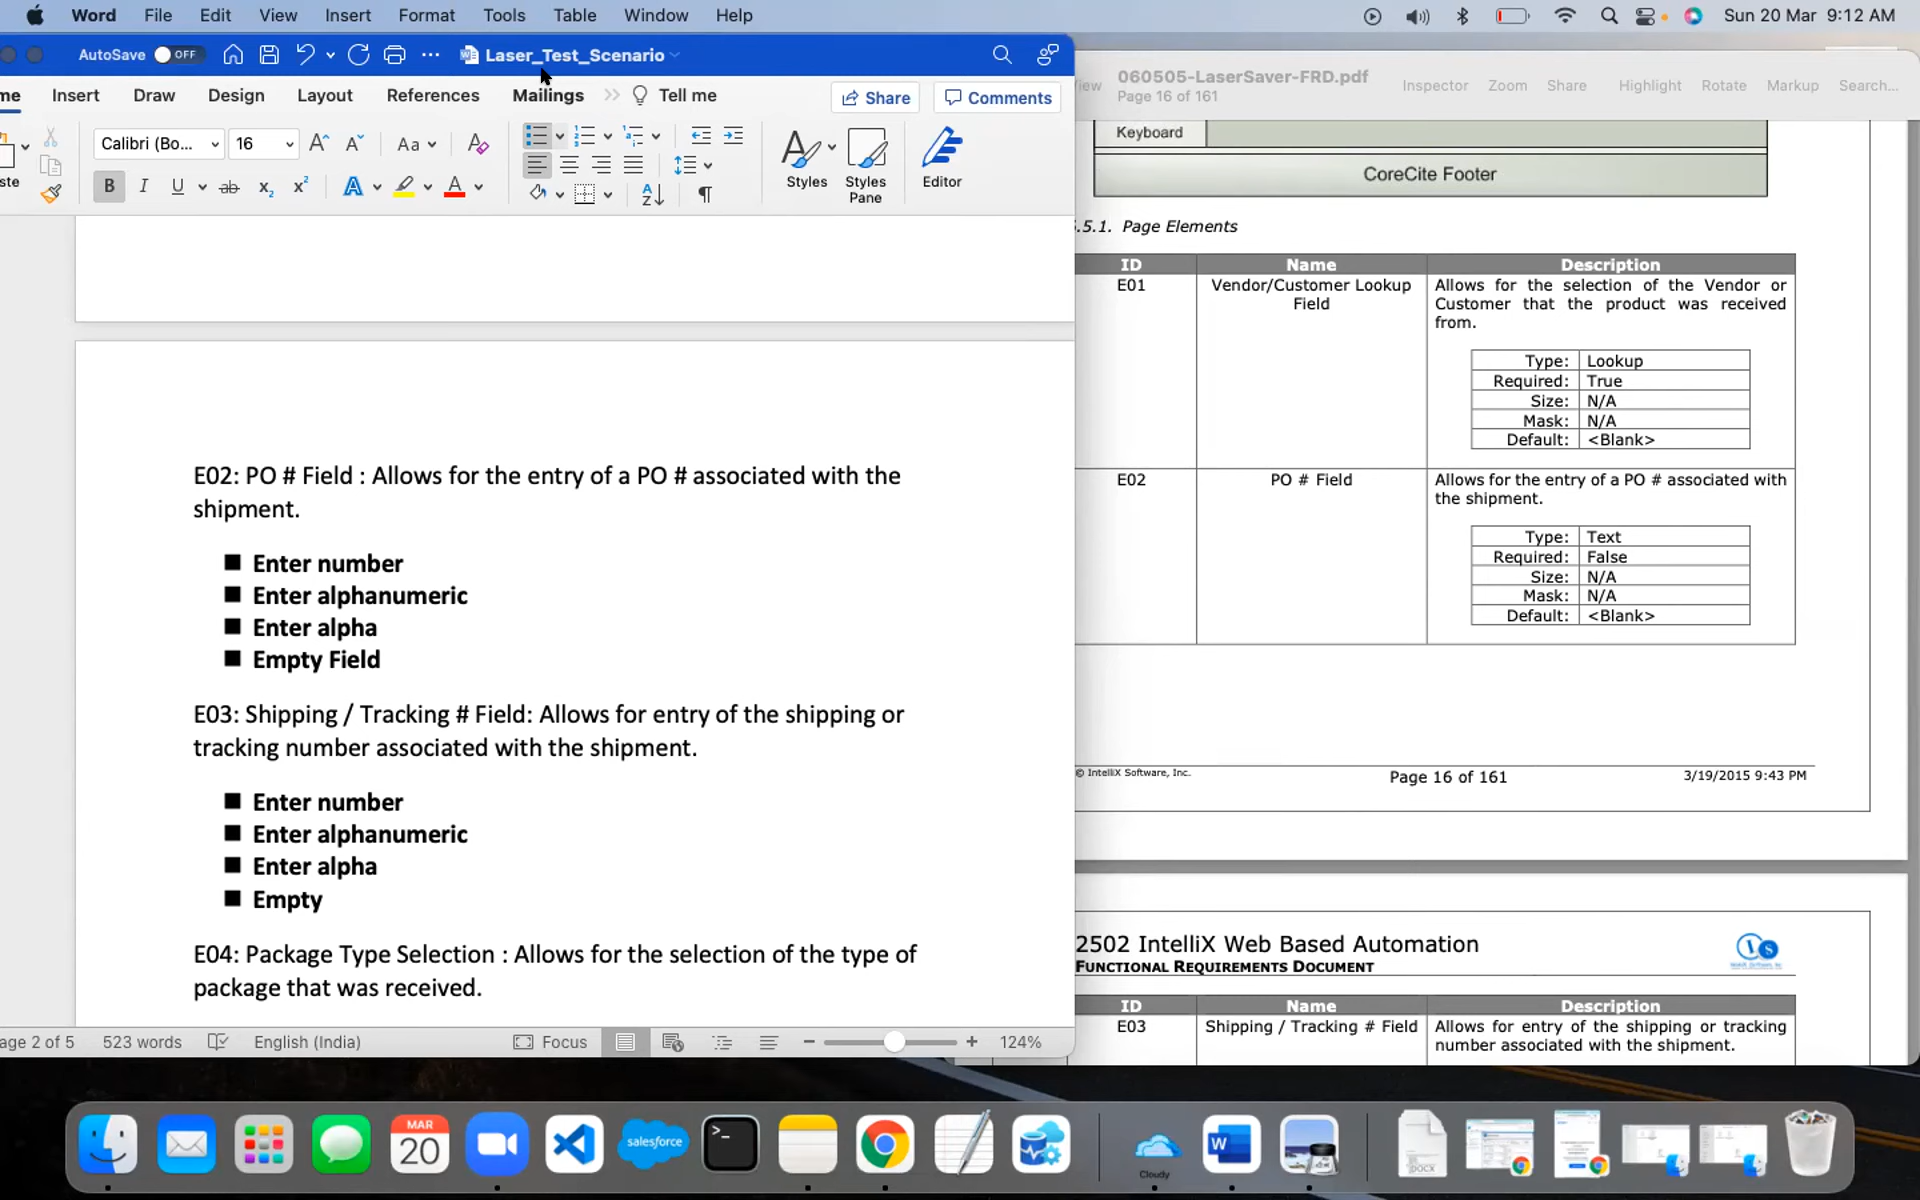 Word File Edit View Insert Format Tools Table Window Help Sun 20 Mar 9:12 AM
AutoSave OFF Laser_Test_Scenario
Insert Draw Design Layout References Mailings Tell me Share Comments
Calibri (Bo... 16 Aa Styles Styles Pane Editor
B I U ab
E02: PO # Field : Allows for the entry of a PO # associated with the
shipment.
Enter number
Enter alphanumeric
Enter alpha
Empty Field
E03: Shipping / Tracking # Field: Allows for entry of the shipping or
tracking number associated with the shipment.
Enter number
Enter alphanumeric
Enter alpha
Empty
E04: Package Type Selection : Allows for the selection of the type of
package that was received.
age 2 of 5 523 words English (India) Focus 124%
060505-LaserSaver-FRD.pdf
Page 16 of 161
Inspector Zoom Share Highlight Rotate Markup Search...
Keyboard
CoreCite Footer
.5.1. Page Elements
ID Name Description
E01 Vendor/Customer Lookup Field Allows for the selection of the Vendor or
Customer that the product was received
from.
Type: Lookup
Required: True
Size: N/A
Mask: N/A
Default: <Blank>
E02 PO # Field Allows for the entry of a PO # associated with
the shipment.
Type: Text
Required: False
Size: N/A
Mask: N/A
Default: <Blank>
© IntelliX Software, Inc. Page 16 of 161 3/19/2015 9:43 PM
2502 IntelliX Web Based Automation
FUNCTIONAL REQUIREMENTS DOCUMENT
ID Name Description
E03 Shipping / Tracking # Field Allows for entry of the shipping or tracking
number associated with the shipment.
MAR
20
salesforce
Cloudy
DOCX